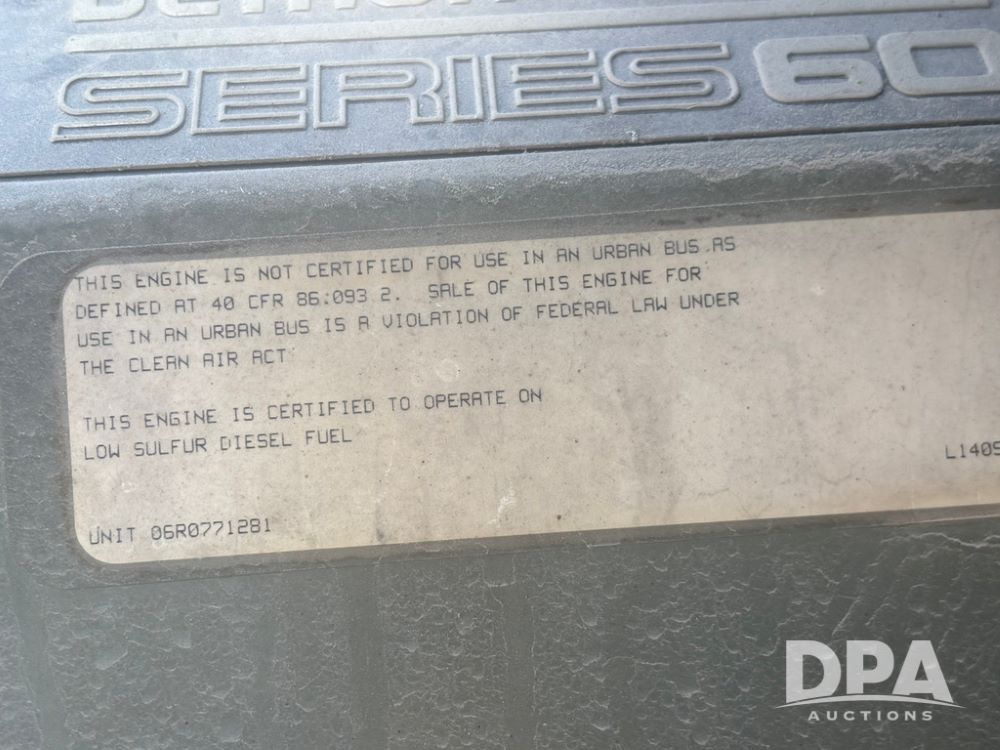 SERIES 60
THIS ENGINE IS NOT CERTIFIED FOR USE IN AN URBAN BUS AS
DEFINED AT 40 CFR 86.093 2. SALE OF THIS ENGINE FOR
USE IN AN URBAN BUS IS A VIOLATION OF FEDERAL LAW UNDER
THE CLEAN AIR ACT
THIS ENGINE IS CERTIFIED TO OPERATE ON
LOW SULFUR DIESEL FUEL
L1409
UNIT 06R0771281
DPA
AUCTIONS